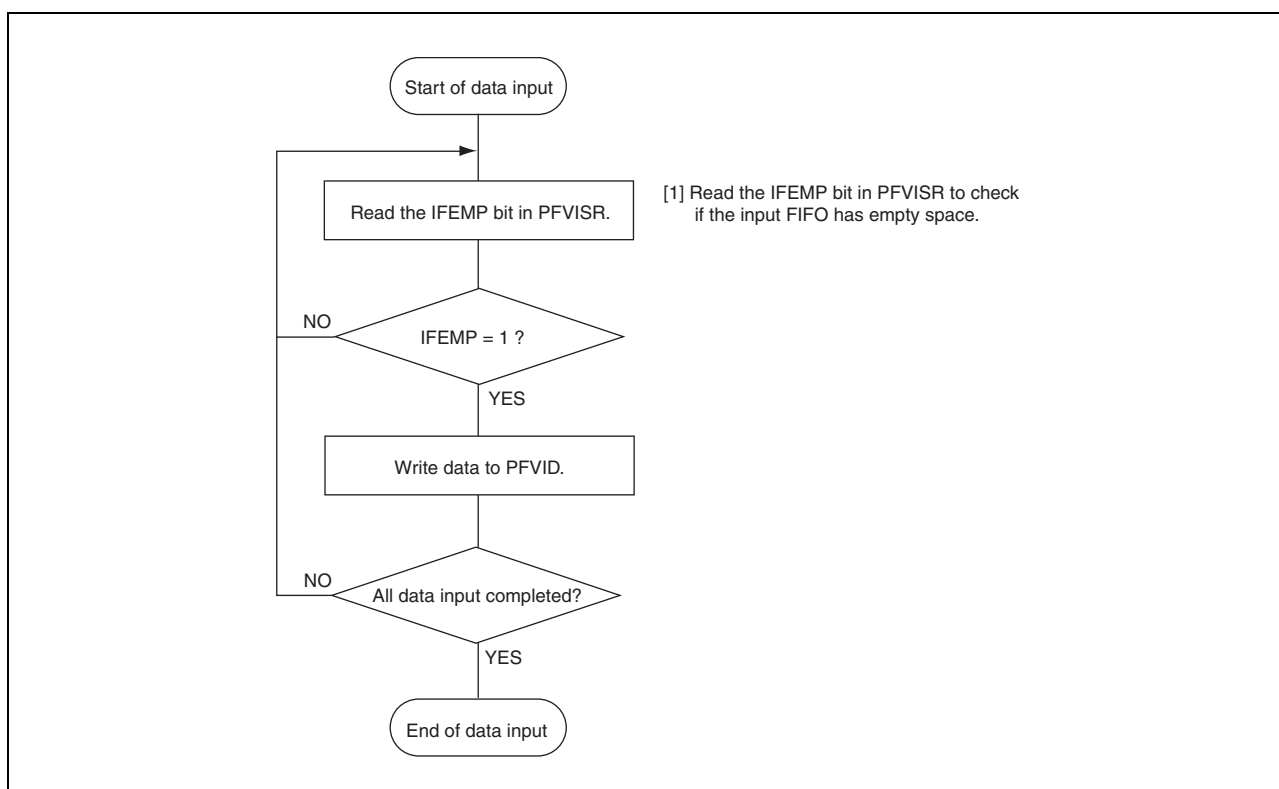 Start of data input
Read the IFEMP bit in PFVISR.
[1] Read the IFEMP bit in PFVISR to check
if the input FIFO has empty space.
NO
IFEMP = 1 ?
YES
Write data to PFVID.
NO
All data input completed?
YES
End of data input